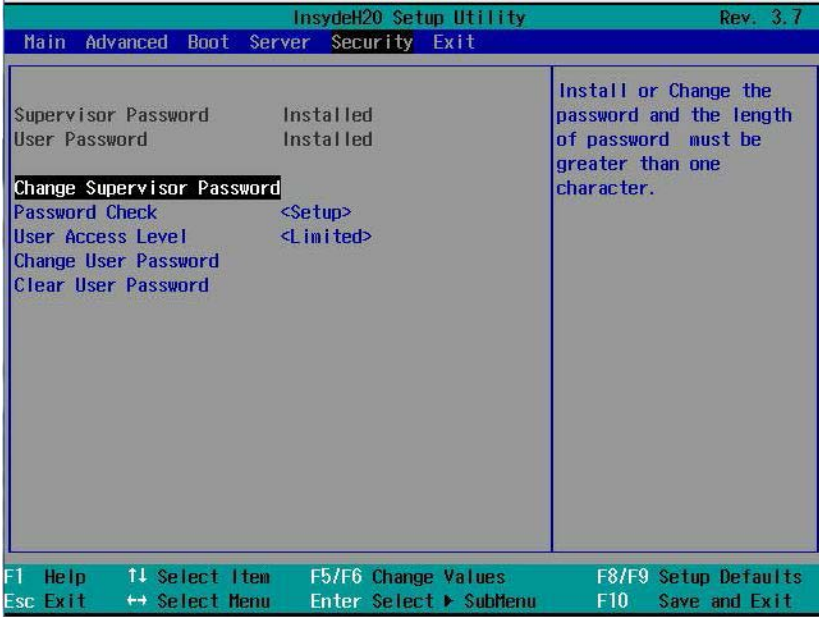 InsydeH20 Setup Utility Rev. 3.7
Main Advanced Boot Server Security Exit
Supervisor Password Installed
User Password Installed
Change Supervisor Password
Password Check <Setup>
User Access Level <Limited>
Change User Password
Clear User Password
Install or Change the
password and the length
of password must be
greater than one
character.
F1 Help ↑↓ Select Item F5/F6 Change Values F8/F9 Setup Defaults
Esc Exit ↔ Select Menu Enter Select ▶ SubMenu F10 Save and Exit